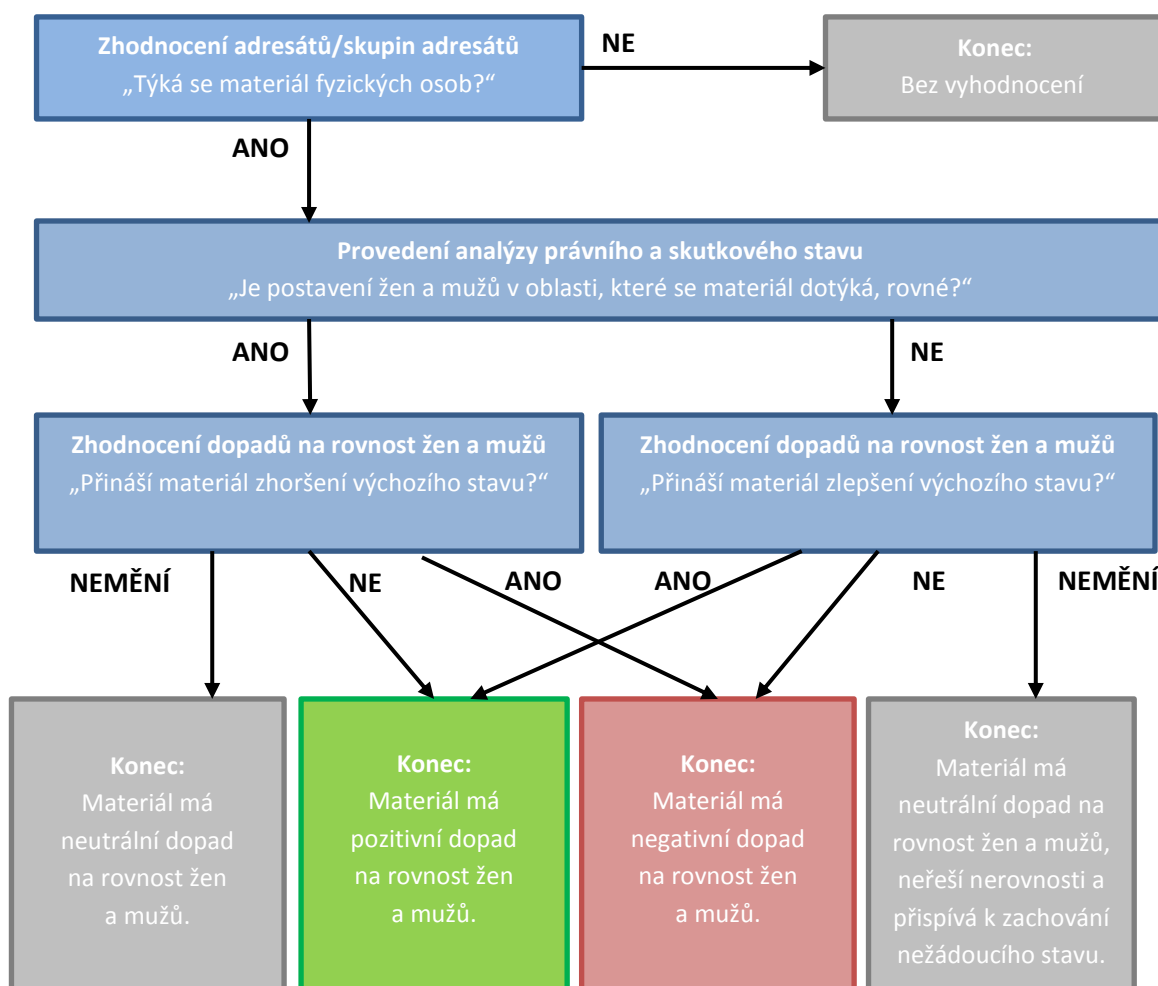 Zhodnocení adresátů/skupin adresátů
„Týká se materiál fyzických osob?“
NE
Konec:
Bez vyhodnocení
ANO
Provedení analýzy právního a skutkového stavu
„Je postavení žen a mužů v oblasti, které se materiál dotýká, rovné?“
ANO
NE
Zhodnocení dopadů na rovnost žen a mužů
„Přináší materiál zhoršení výchozího stavu?“
Zhodnocení dopadů na rovnost žen a mužů
„Přináší materiál zlepšení výchozího stavu?“
NEMĚNÍ
NE
ANO
ANO
NE
NEMĚNÍ
Konec:
Materiál má
neutrální dopad
na rovnost žen
a mužů.
Konec:
Materiál má
pozitivní dopad
na rovnost žen
a mužů.
Konec:
Materiál má
negativní dopad
na rovnost žen
a mužů.
Konec:
Materiál má
neutrální dopad na
rovnost žen a mužů,
neřeší nerovnosti a
přispívá k zachování
nežádoucího stavu.